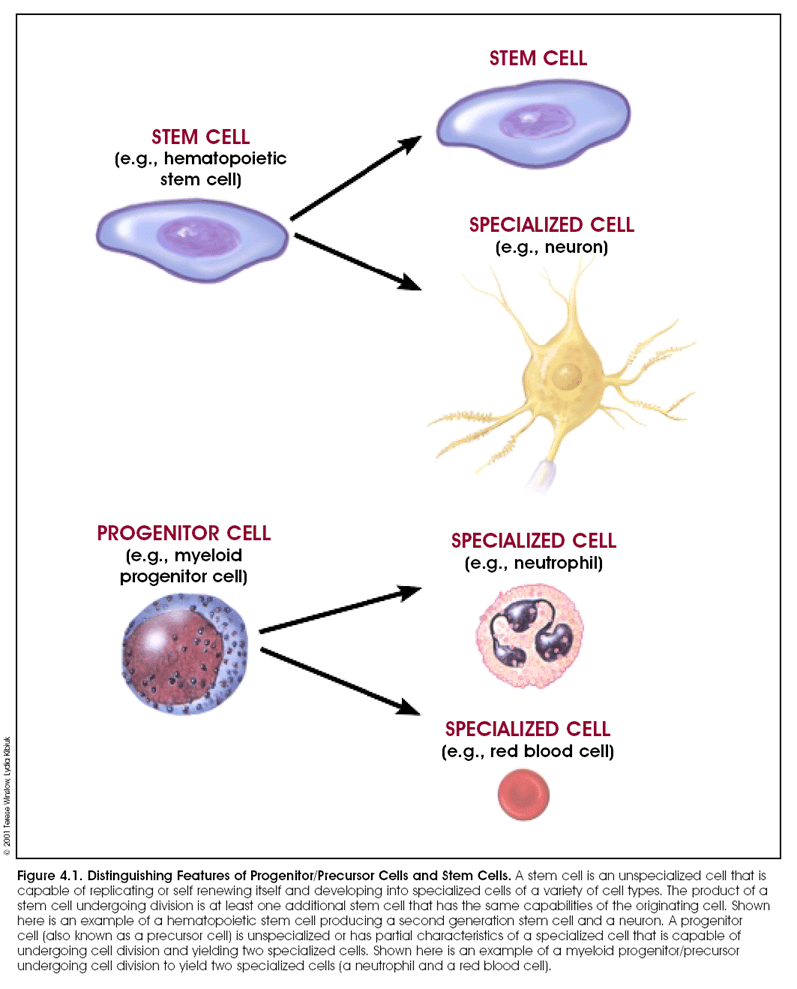 STEM CELL
STEM CELL
(e.g., hematopoietic
stem cell)
SPECIALIZED CELL
(e.g., neuron)
PROGENITOR CELL
(e.g., myeloid
progenitor cell)
SPECIALIZED CELL
(e.g., neutrophil)
SPECIALIZED CELL
(e.g., red blood cell)
© 2001 Terese Winslow, Lydia Kibiuk
Figure 4.1. Distinguishing Features of Progenitor/Precursor Cells and Stem Cells. A stem cell is an unspecialized cell that is
capable of replicating or self renewing itself and developing into specialized cells of a variety of cell types. The product of a
stem cell undergoing division is at least one additional stem cell that has the same capabilities of the originating cell. Shown
here is an example of a hematopoietic stem cell producing a second generation stem cell and a neuron. A progenitor
cell (also known as a precursor cell) is unspecialized or has partial characteristics of a specialized cell that is capable of
undergoing cell division and yielding two specialized cells. Shown here is an example of a myeloid progenitor/precursor
undergoing cell division to yield two specialized cells (a neutrophil and a red blood cell).